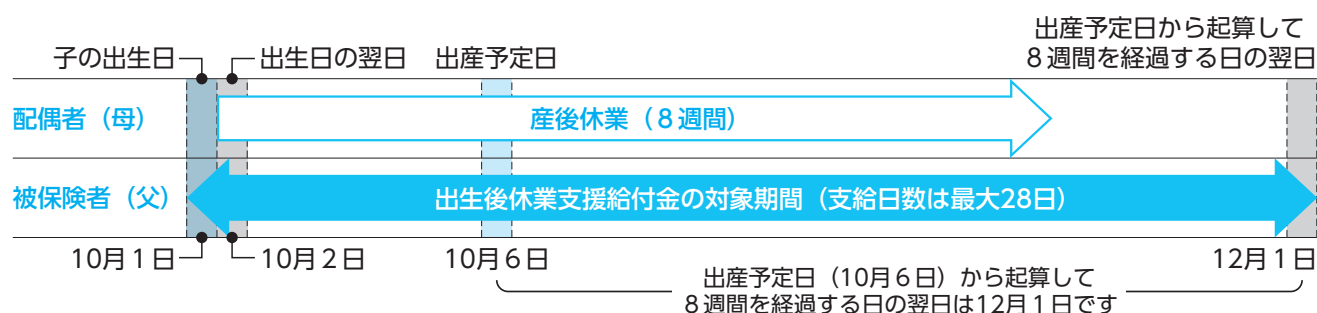 出産予定日から起算して
8週間を経過する日の翌日
子の出生日
出生日の翌日
出産予定日
配偶者（母）
産後休業（8週間）
被保険者（父）
出生後休業支援給付金の対象期間（支給日数は最大28日）
10月1日
10月2日
10月6日
12月1日
出産予定日（10月6日）から起算して
8週間を経過する日の翌日は12月1日です